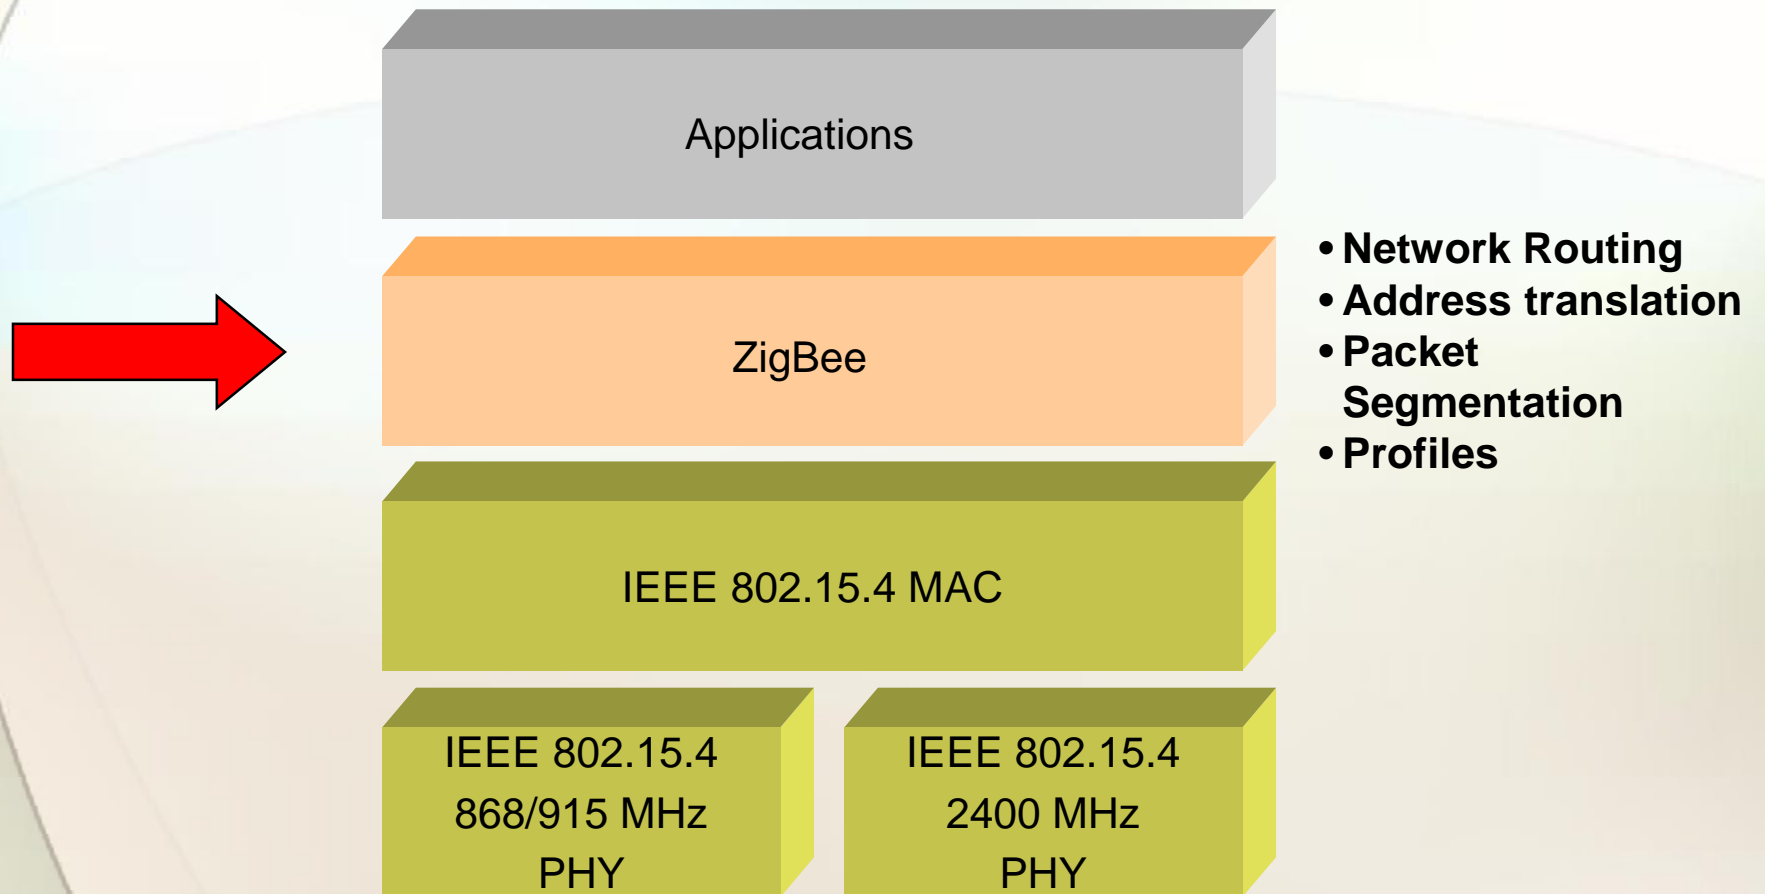 Applications
ZigBee
• Network Routing
• Address translation
• Packet
Segmentation
• Profiles
IEEE 802.15.4 MAC
IEEE 802.15.4
868/915 MHz
PHY
IEEE 802.15.4
2400 MHz
PHY